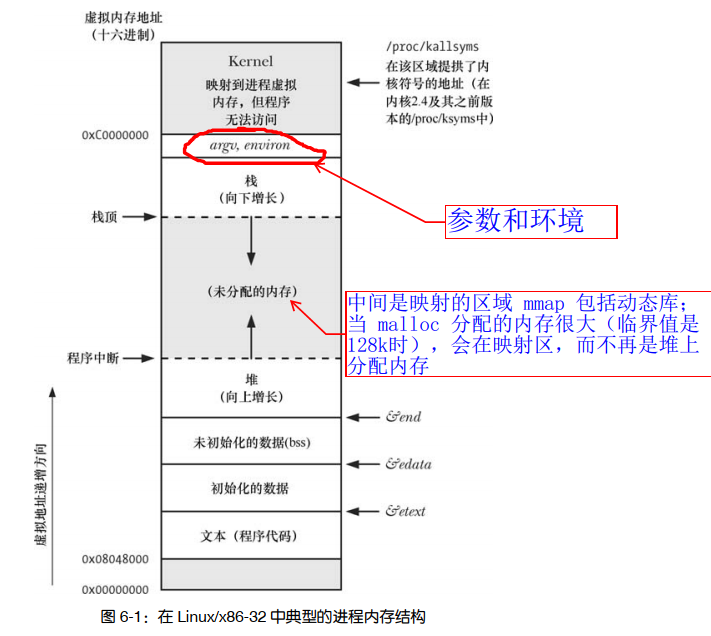 虚拟内存地址
（十六进制）
Kernel
映射到进程虚拟
内存，但程序
无法访问
/proc/kallsyms
在该区域提拱了内
核符号的地址（在
内核2.4及其之前版
本的/proc/ksyms中）
0xC0000000
argv, environ
栈
（向下增长）
参数和环境
栈顶
（未分配的内存）
中间是映射的区域 mmap 包括动态库；
当 malloc 分配的内存很大（临界值是
128k时），会在映射区，而不再是堆上
分配内存
程序中断
堆
（向上增长）
&end
未初始化的数据(bss)
&edata
初始化的数据
&etext
文本（程序代码）
0x08048000
0x00000000
虚拟地址递增方向
图 6-1：在 Linux/x86-32 中典型的进程内存结构